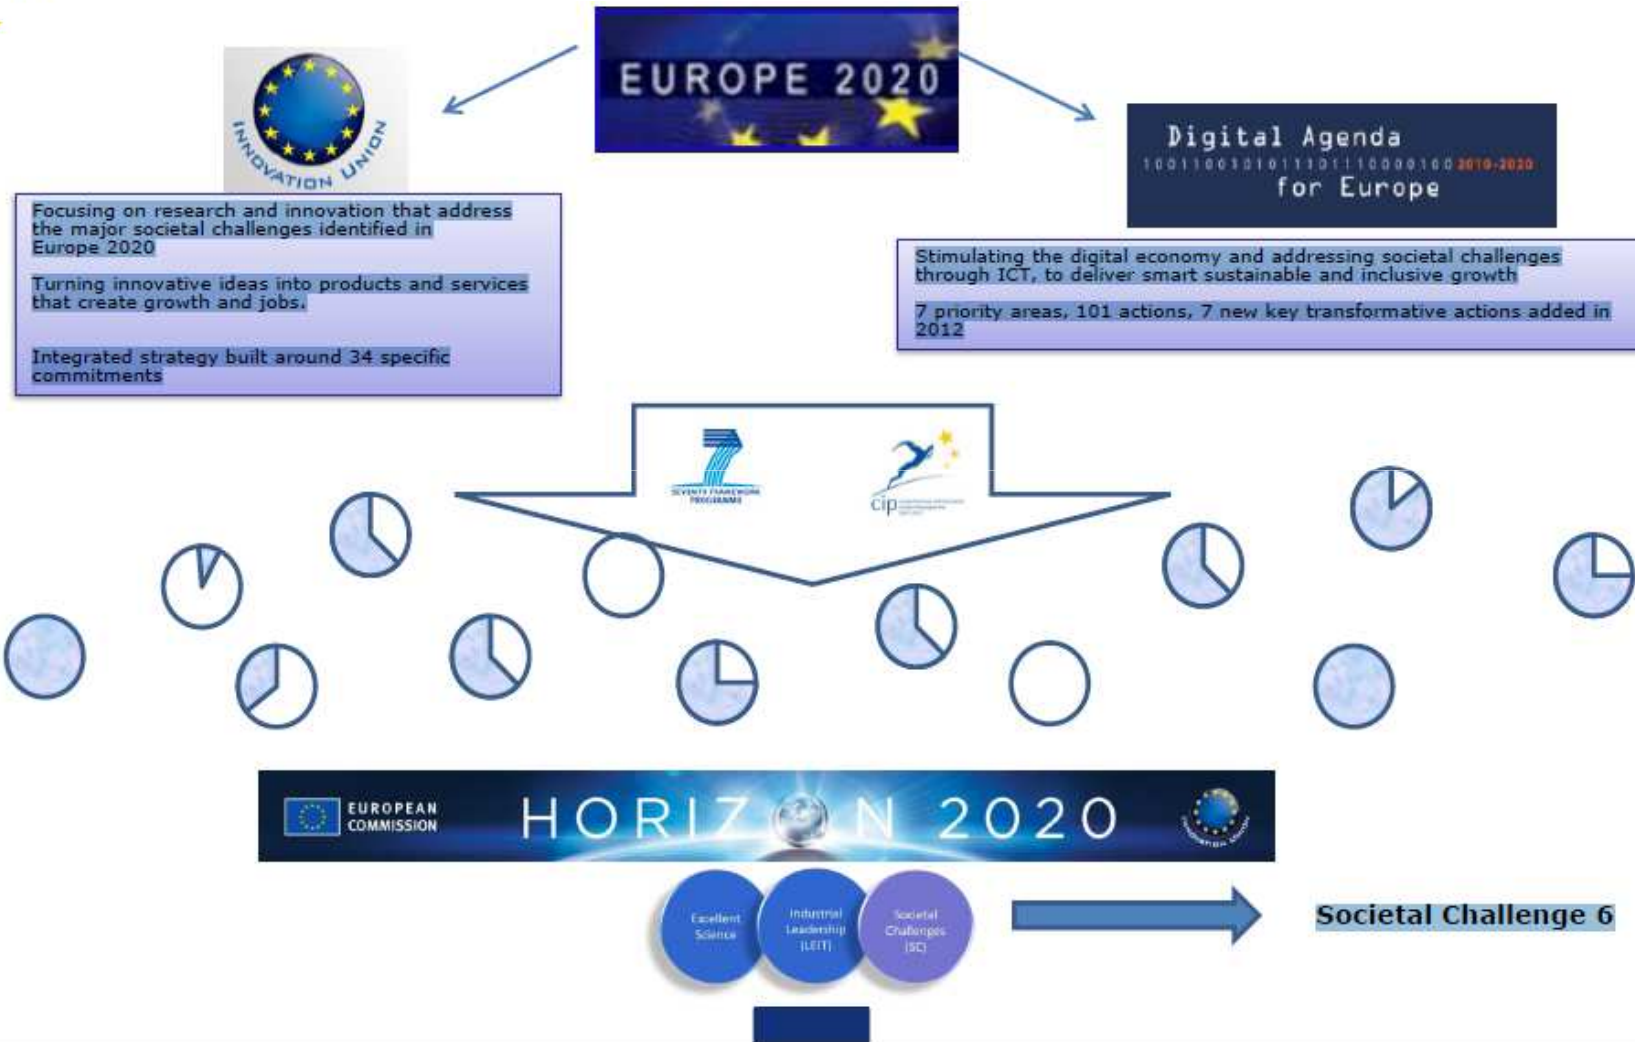 EUROPE 2020
INNOVATION UNION
Focusing on research and innovation that address
the major societal challenges identified in
Europe 2020
Turning innovative ideas into products and services
that create growth and jobs.
Integrated strategy built around 34 specific
commitments
Digital Agenda
2010-2020
for Europe
Stimulating the digital economy and addressing societal challenges
through ICT, to deliver smart sustainable and inclusive growth
7 priority areas, 101 actions, 7 new key transformative actions added in
2012
7
SEVENTH FRAMEWORK
PROGRAMME
cip
EUROPEAN
COMMISSION
HORIZON 2020
INNOVATION UNION
Excellent
Science
Industrial
Leadership
(LEIT)
Societal
Challenges
(SC)
Societal Challenge 6